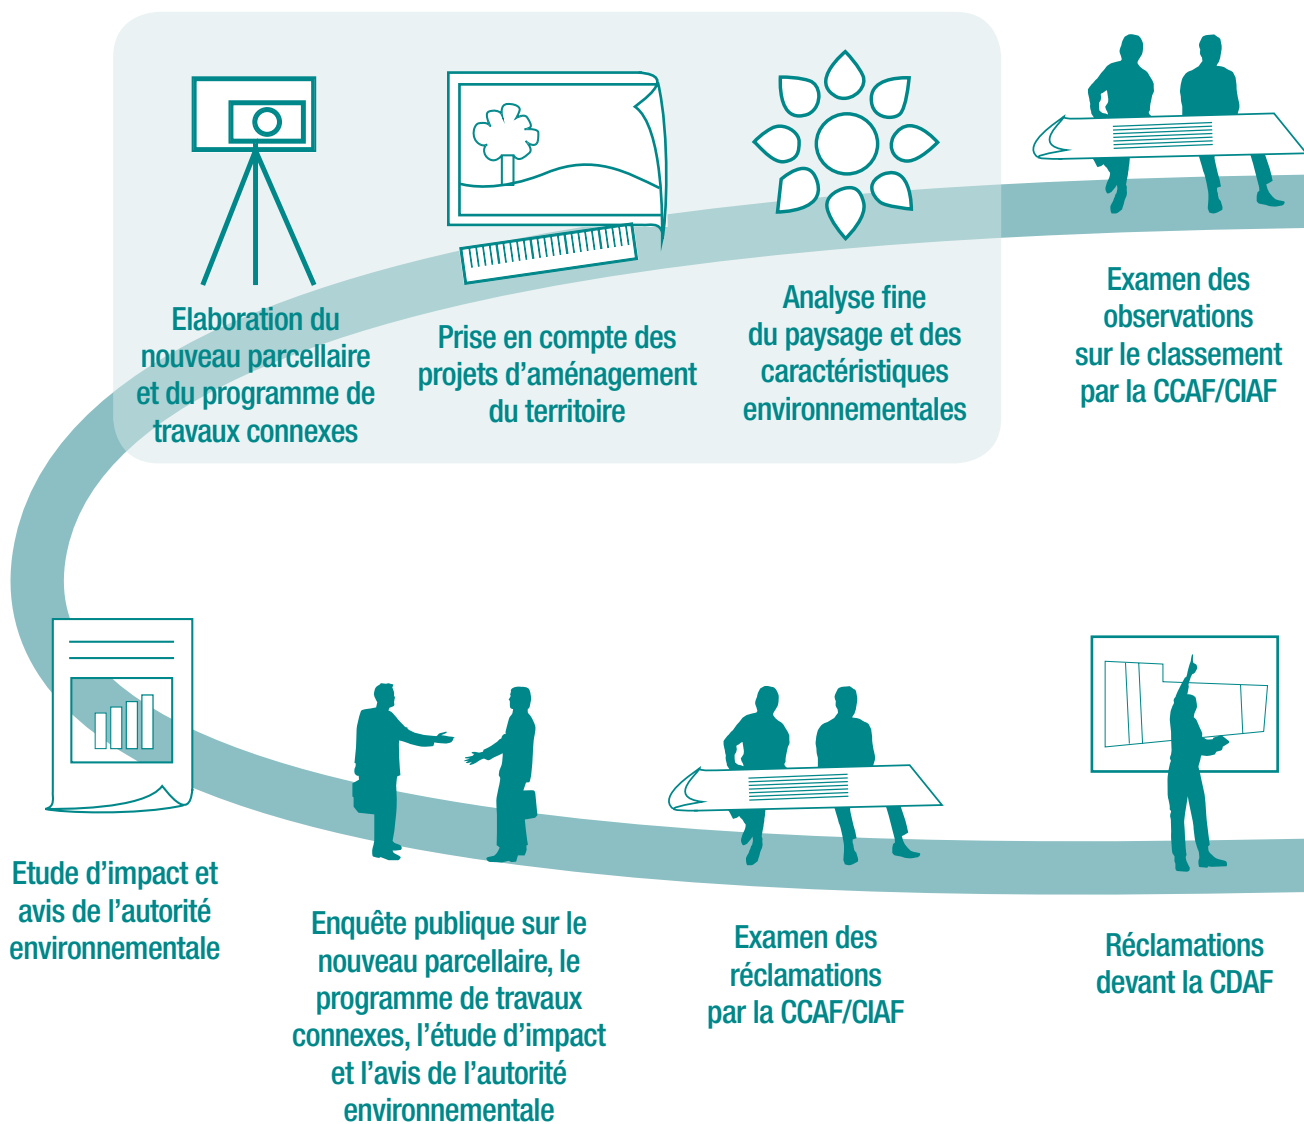 Elaboration du
nouveau parcellaire
et du programme de
travaux connexes
Prise en compte des
projets d’aménagement
du territoire
Analyse fine
du paysage et des
caractéristiques
environnementales
Examen des
observations
sur le classement
par la CCAF/CIAF
Etude d’impact et
avis de l’autorité
environnementale
Enquête publique sur le
nouveau parcellaire, le
programme de travaux
connexes, l’étude d’impact
et l’avis de l’autorité
environnementale
Examen des
réclamations
par la CCAF/CIAF
Réclamations
devant la CDAF